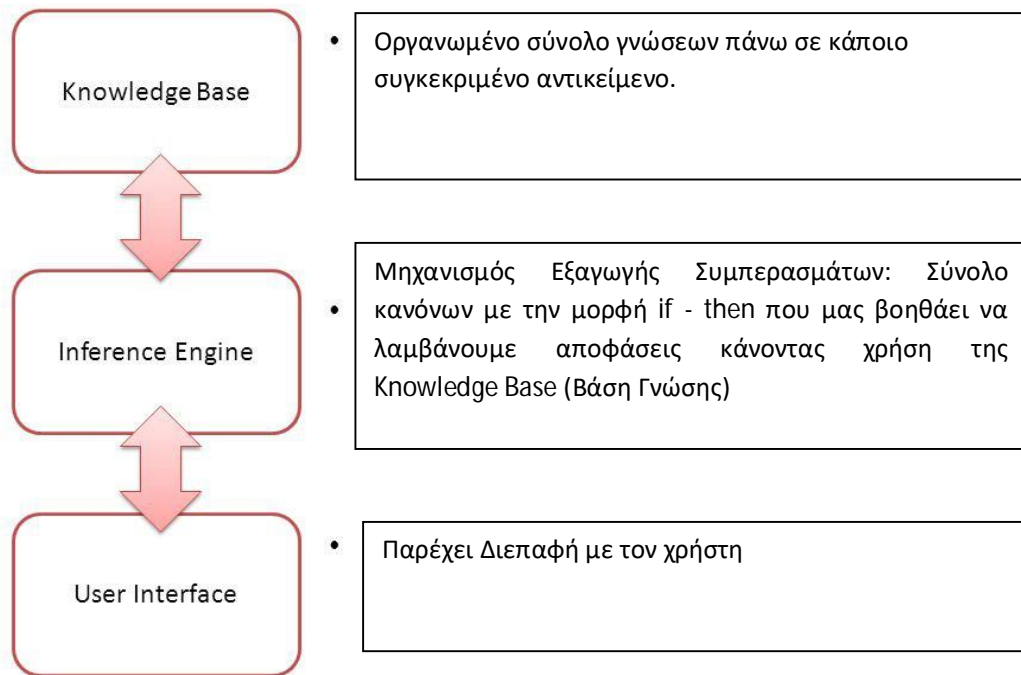 Knowledge Base
• Οργανωμένο σύνολο γνώσεων πάνω σε κάποιο
συγκεκριμένο αντικείμενο.
Inference Engine
Μηχανισμός Εξαγωγής Συμπερασμάτων: Σύνολο
• κανόνων με την μορφή if - then που μας βοηθάει να
λαμβάνουμε αποφάσεις κάνοντας χρήση της
Knowledge Base (Βάση Γνώσης)
User Interface
• Παρέχει Διεπαφή με τον χρήστη